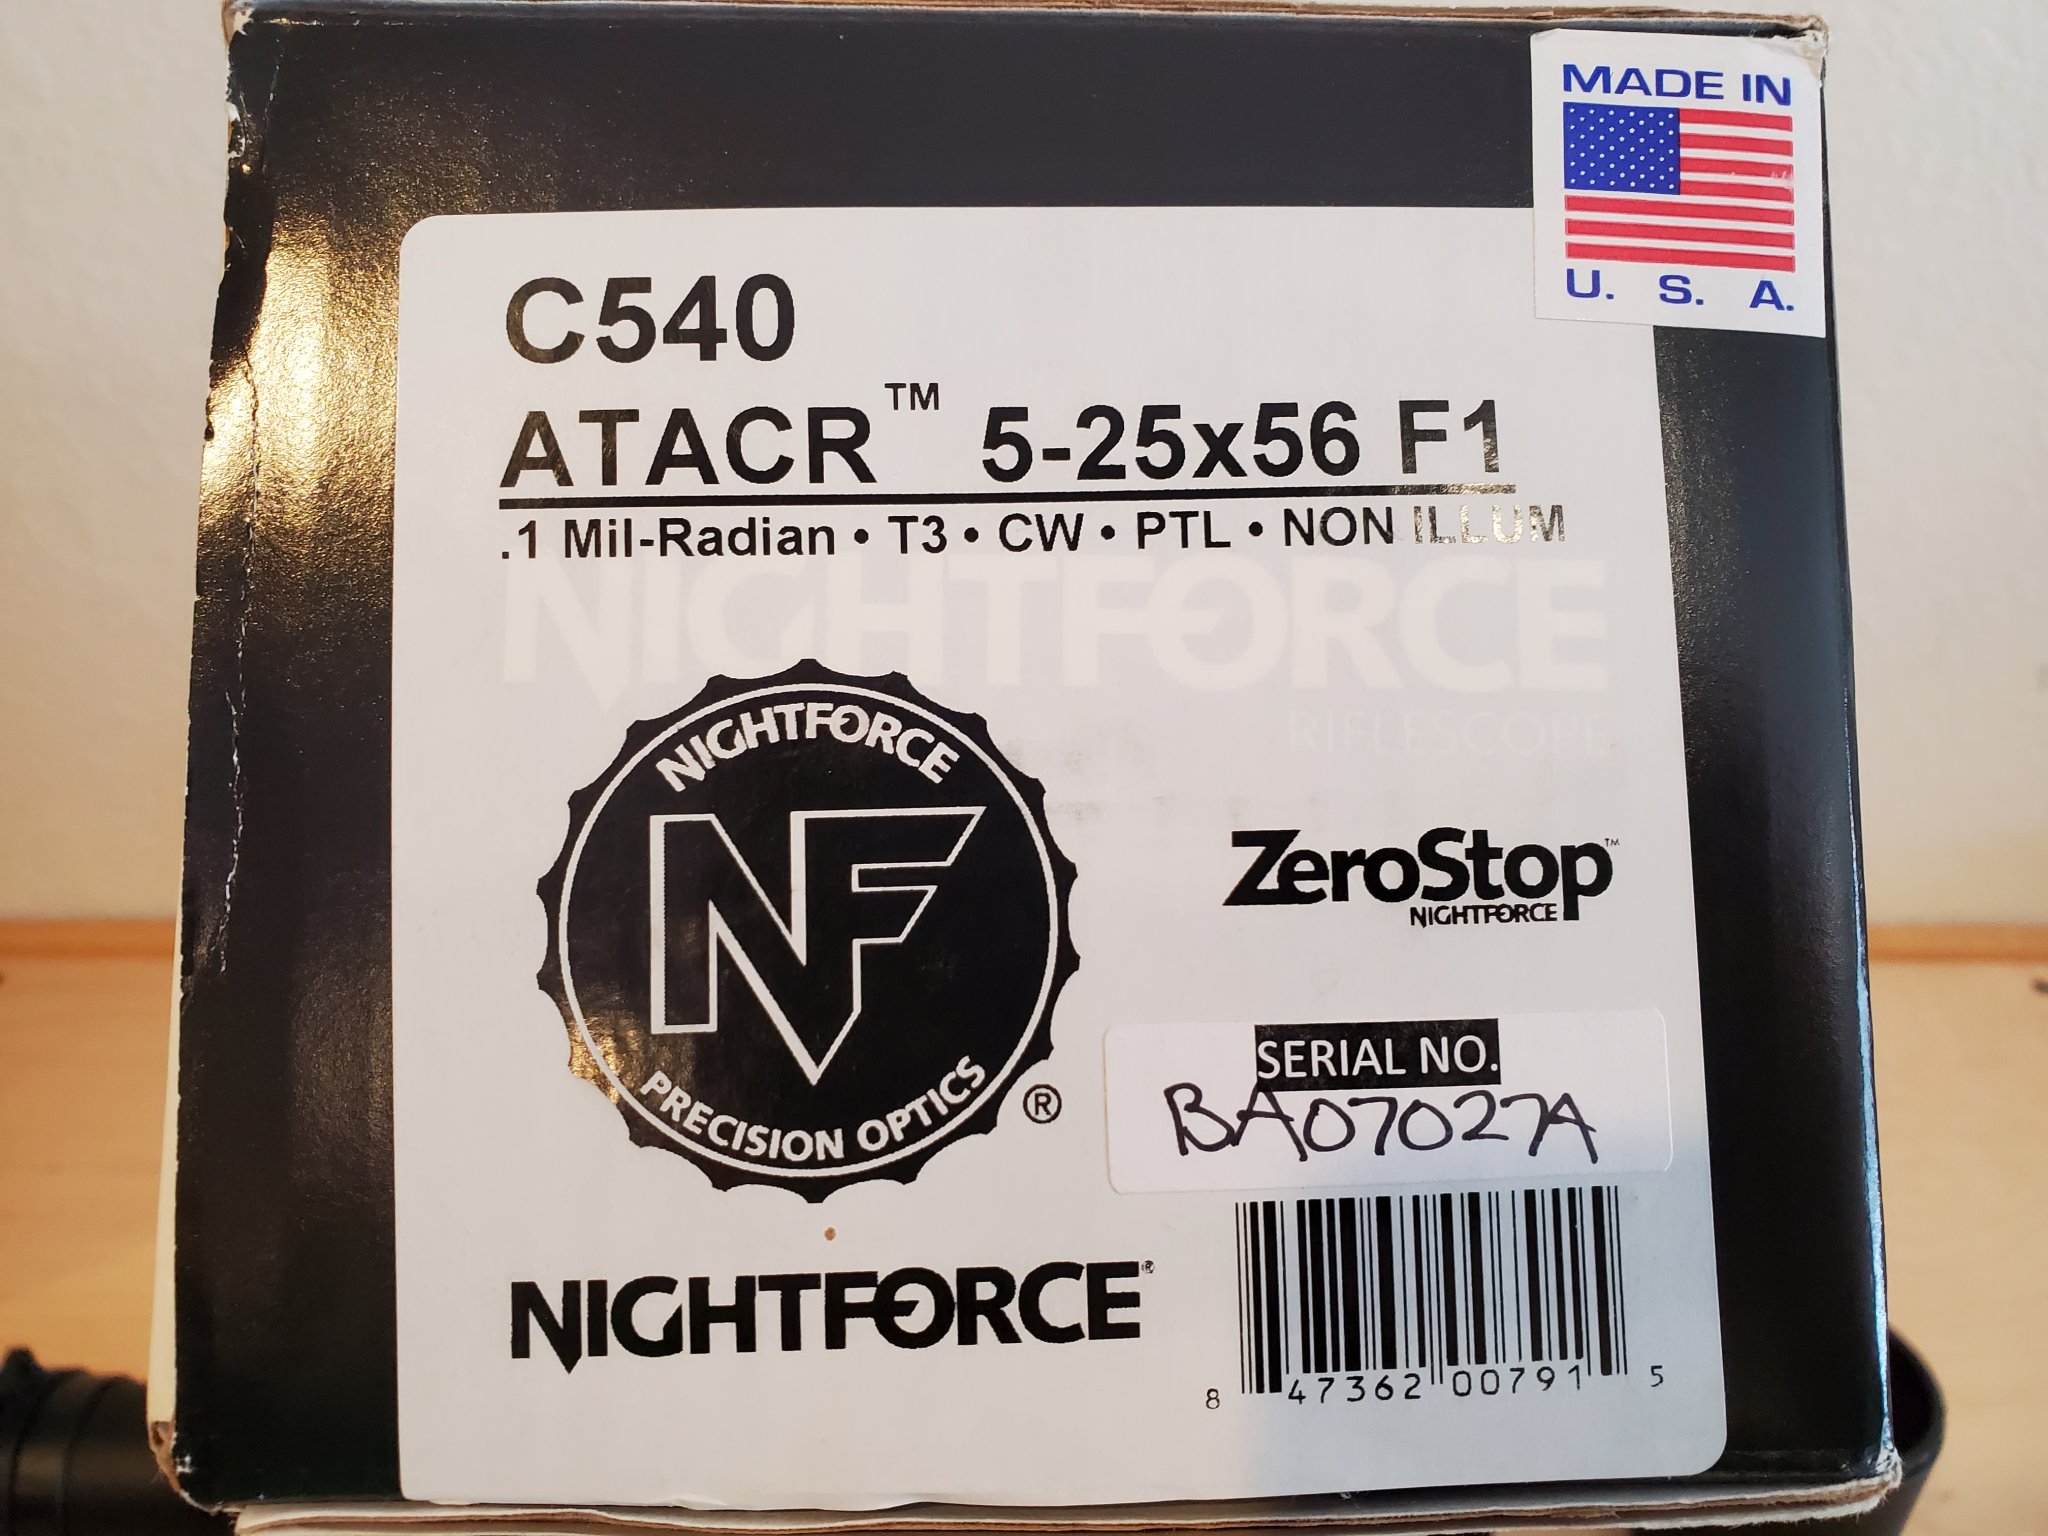 MADE IN
U. S. A.
C540
ATACR™ 5-25x56 F1
.1 Mil-Radian • T3 • CW • PTL • NON ILLUM
NIGHTFORCE
RIFLESCOPE
NIGHTFORCE
NF
PRECISION OPTICS
®
ZeroStop™
NIGHTFORCE
SERIAL NO.
BA07027A
NIGHTFORCE®
8 47362 00791 5